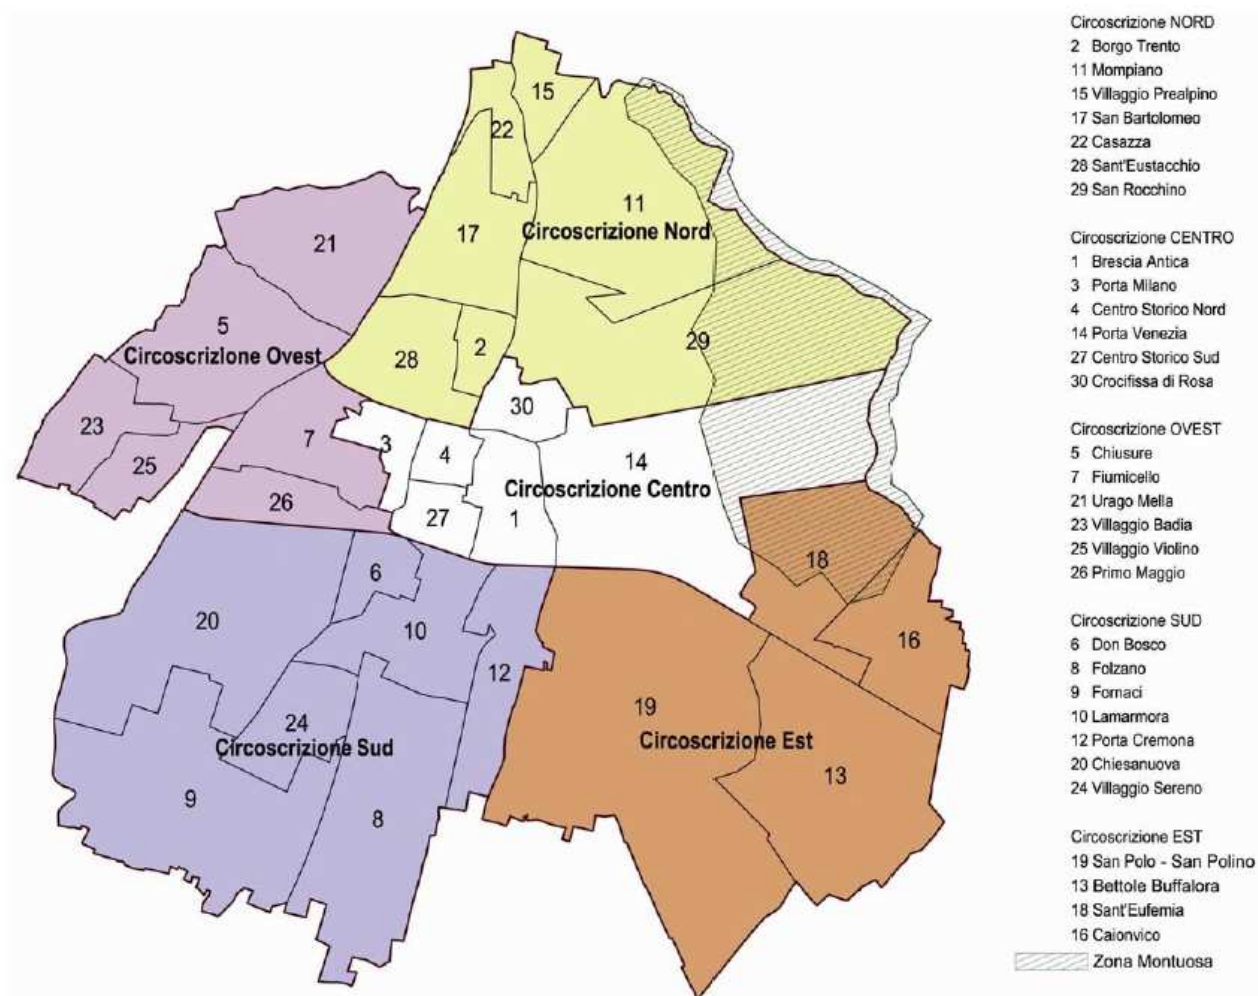 15
22
11
Circoscrizione Nord
17
21
5
Circoscrizione Ovest
29
2
28
30
23
7
3
4
14
25
Circoscrizione Centro
26
27
1
18
6
20
10
16
12
19
24
Circoscrizione Sud
Circoscrizione Est
13
9
8
Circoscrizione NORD
2 Borgo Trento
11 Mompiano
15 Villaggio Prealpino
17 San Bartolomeo
22 Casazza
28 Sant'Eustacchio
29 San Rocchino
Circoscrizione CENTRO
1 Brescia Antica
3 Porta Milano
4 Centro Storico Nord
14 Porta Venezia
27 Centro Storico Sud
30 Crocifissa di Rosa
Circoscrizione OVEST
5 Chiusure
7 Fiumicello
21 Urago Mella
23 Villaggio Badia
25 Villaggio Violino
26 Primo Maggio
Circoscrizione SUD
6 Don Bosco
8 Folzano
9 Fornaci
10 Lamarmora
12 Porta Cremona
20 Chiesanuova
24 Villaggio Sereno
Circoscrizione EST
19 San Polo - San Polino
13 Bettole Buffalora
18 Sant'Eufemia
16 Caionvico
Zona Montuosa